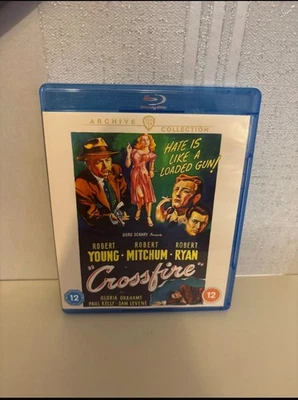 ARCHIVE WB COLLECTION
HATE IS
LIKE A
LOADED GUN!
DORE SCHARY Presents
ROBERT ROBERT ROBERT
YOUNG · MITCHUM · RYAN
"Crossfire"
GLORIA GRAHAME
PAUL KELLY · SAM LEVENE
12 12